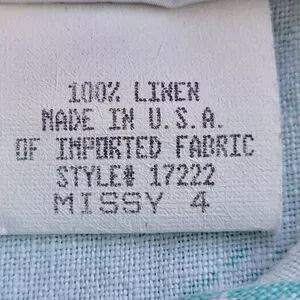 100% LINEN
MADE IN U.S.A.
OF IMPORTED FABRIC
STYLE# 17222
MISSY 4